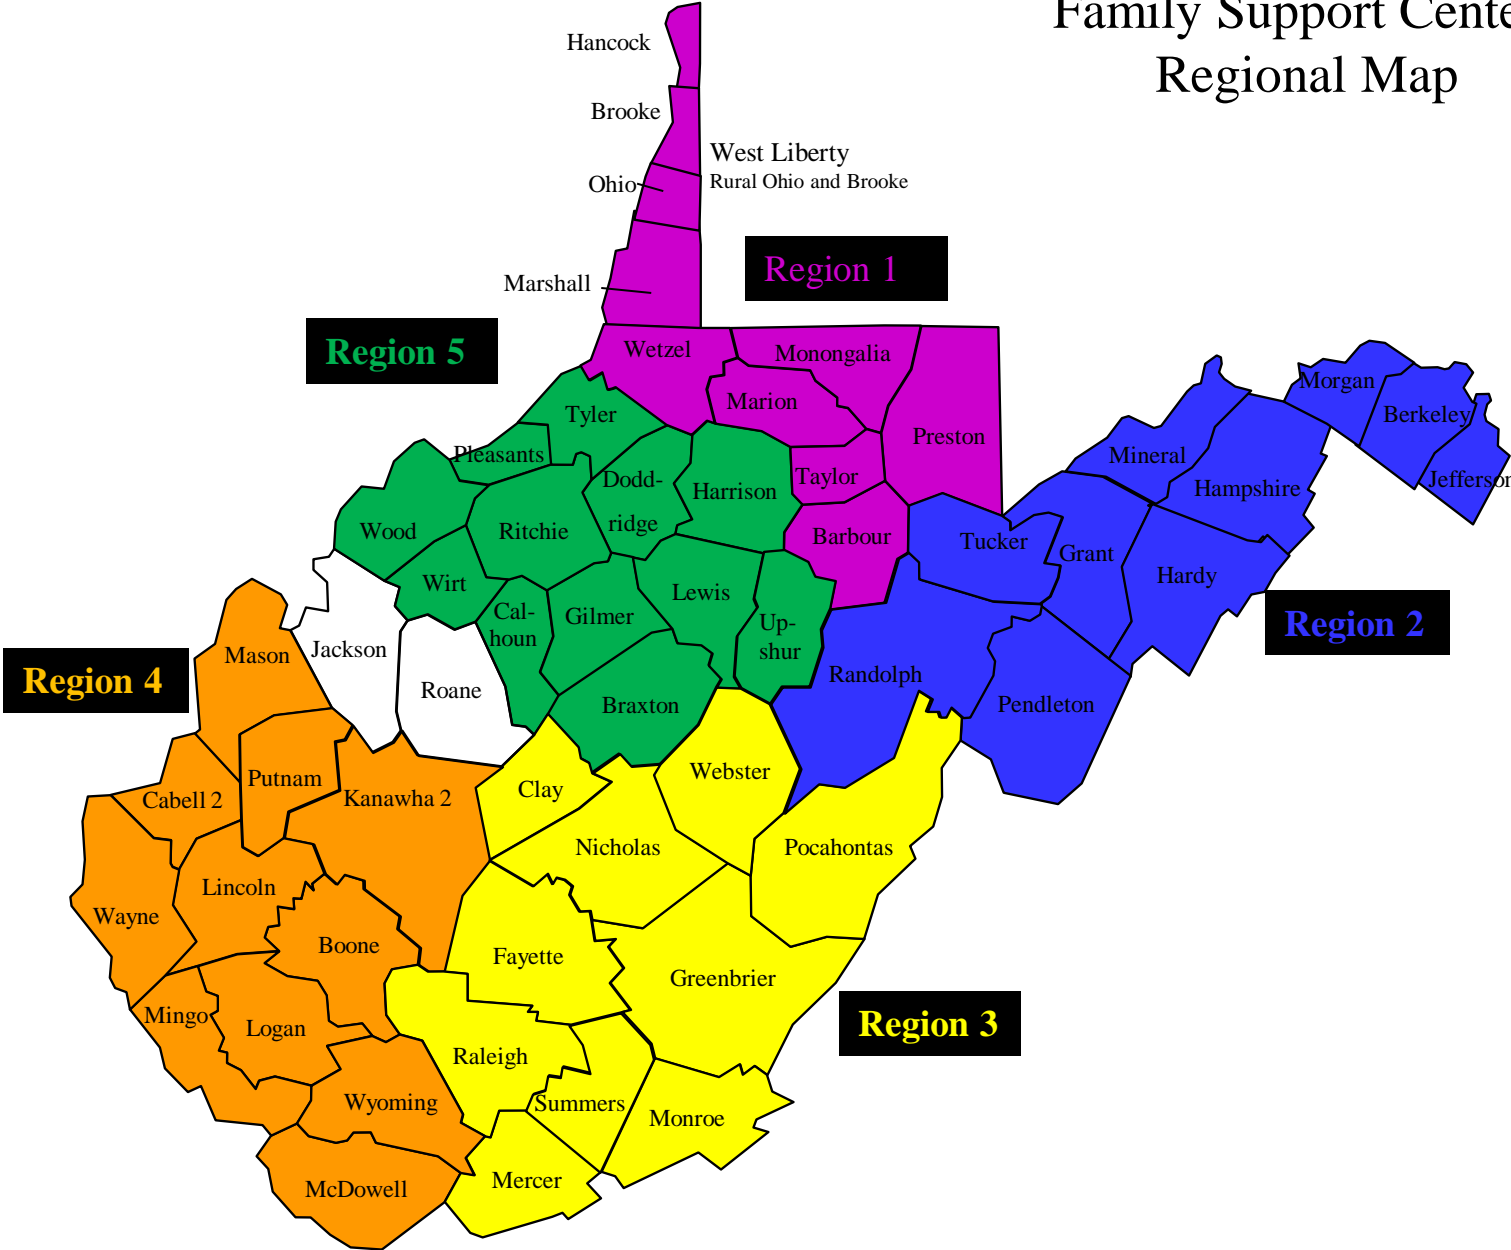 Family Support Cente
Regional Map
Hancock
Brooke
West Liberty
Rural Ohio and Brooke
Ohio
Region 1
Marshall
Region 5
Wetzel
Monongalia
Marion
Morgan
Berkeley
Tyler
Preston
Pleasants
Mineral
Jefferson
Taylor
Dodd-
ridge
Harrison
Hampshire
Wood
Ritchie
Barbour
Tucker
Grant
Hardy
Wirt
Lewis
Cal-
houn
Gilmer
Up-
shur
Region 2
Jackson
Mason
Region 4
Roane
Randolph
Braxton
Pendleton
Putnam
Webster
Clay
Cabell 2
Kanawha 2
Nicholas
Pocahontas
Lincoln
Wayne
Boone
Fayette
Greenbrier
Region 3
Mingo
Logan
Raleigh
Wyoming
Summers
Monroe
Mercer
McDowell